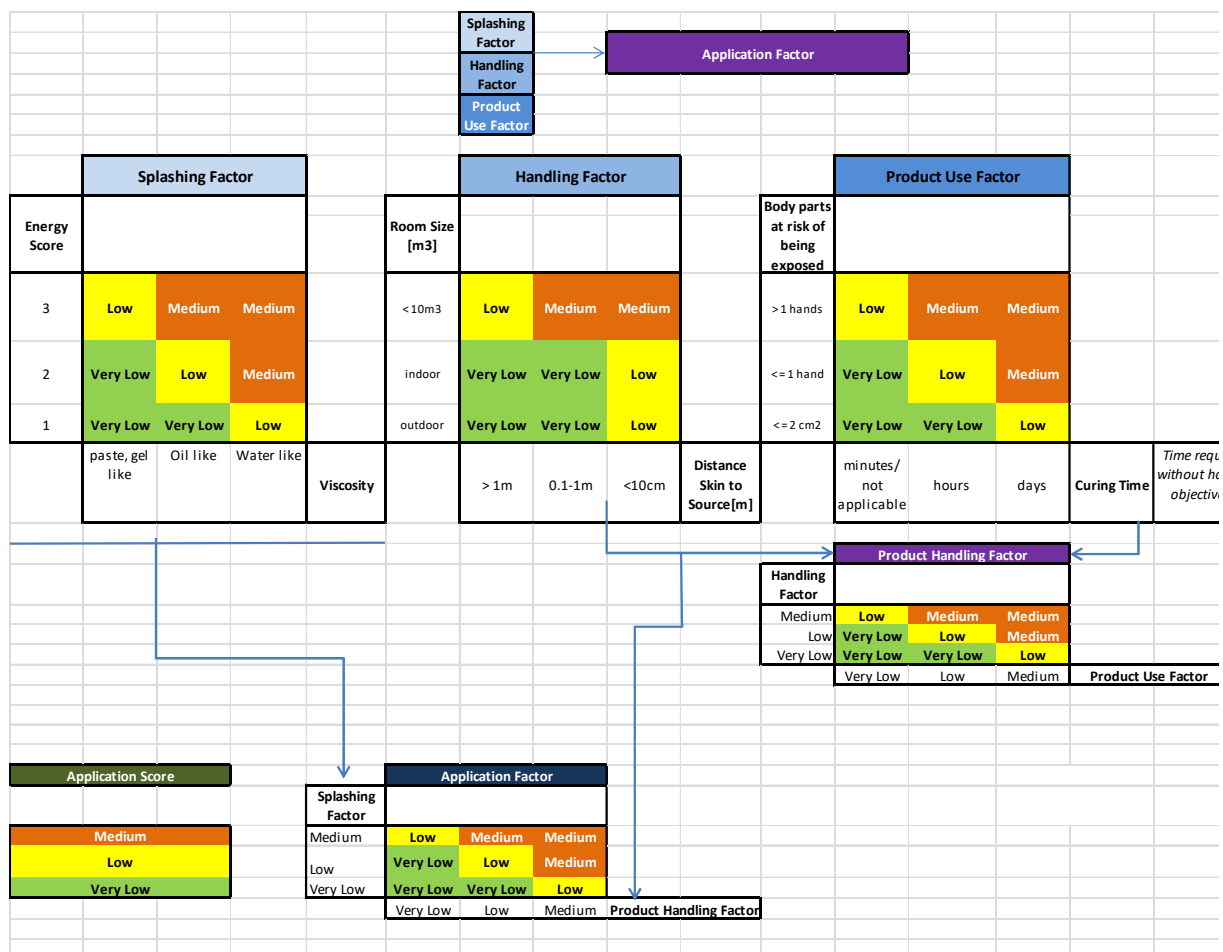 Splashing
Factor
Application Factor
Handling
Factor
Product
Use Factor
Splashing Factor
Handling Factor
Product Use Factor
Energy
Score
Room Size
[m3]
Body parts
at risk of
being
exposed
3
Low
Medium
Medium
<10m3
Low
Medium
Medium
>1 hands
Low
Medium
Medium
2
Very Low
Low
Medium
indoor
Very Low
Very Low
Low
<=1 hand
Very Low
Low
Medium
1
Very Low
Very Low
Low
outdoor
Very Low
Very Low
Low
<=2 cm2
Very Low
Very Low
Low
paste, gel
like
Oil like
Water like
Viscosity
> 1m
0.1-1m
<10cm
Distance
Skin to
Source[m]
minutes/
not
applicable
hours
days
Curing Time
Time requ
without ha
objective
Product Handling Factor
Handling
Factor
Medium
Low
Medium
Medium
Low
Very Low
Low
Medium
Very Low
Very Low
Very Low
Low
Very Low
Low
Medium
Product Use Factor
Application Score
Application Factor
Splashing
Factor
Medium
Medium
Low
Medium
Medium
Low
Low
Very Low
Low
Medium
Very Low
Very Low
Very Low
Very Low
Low
Very Low
Low
Medium
Product Handling Factor